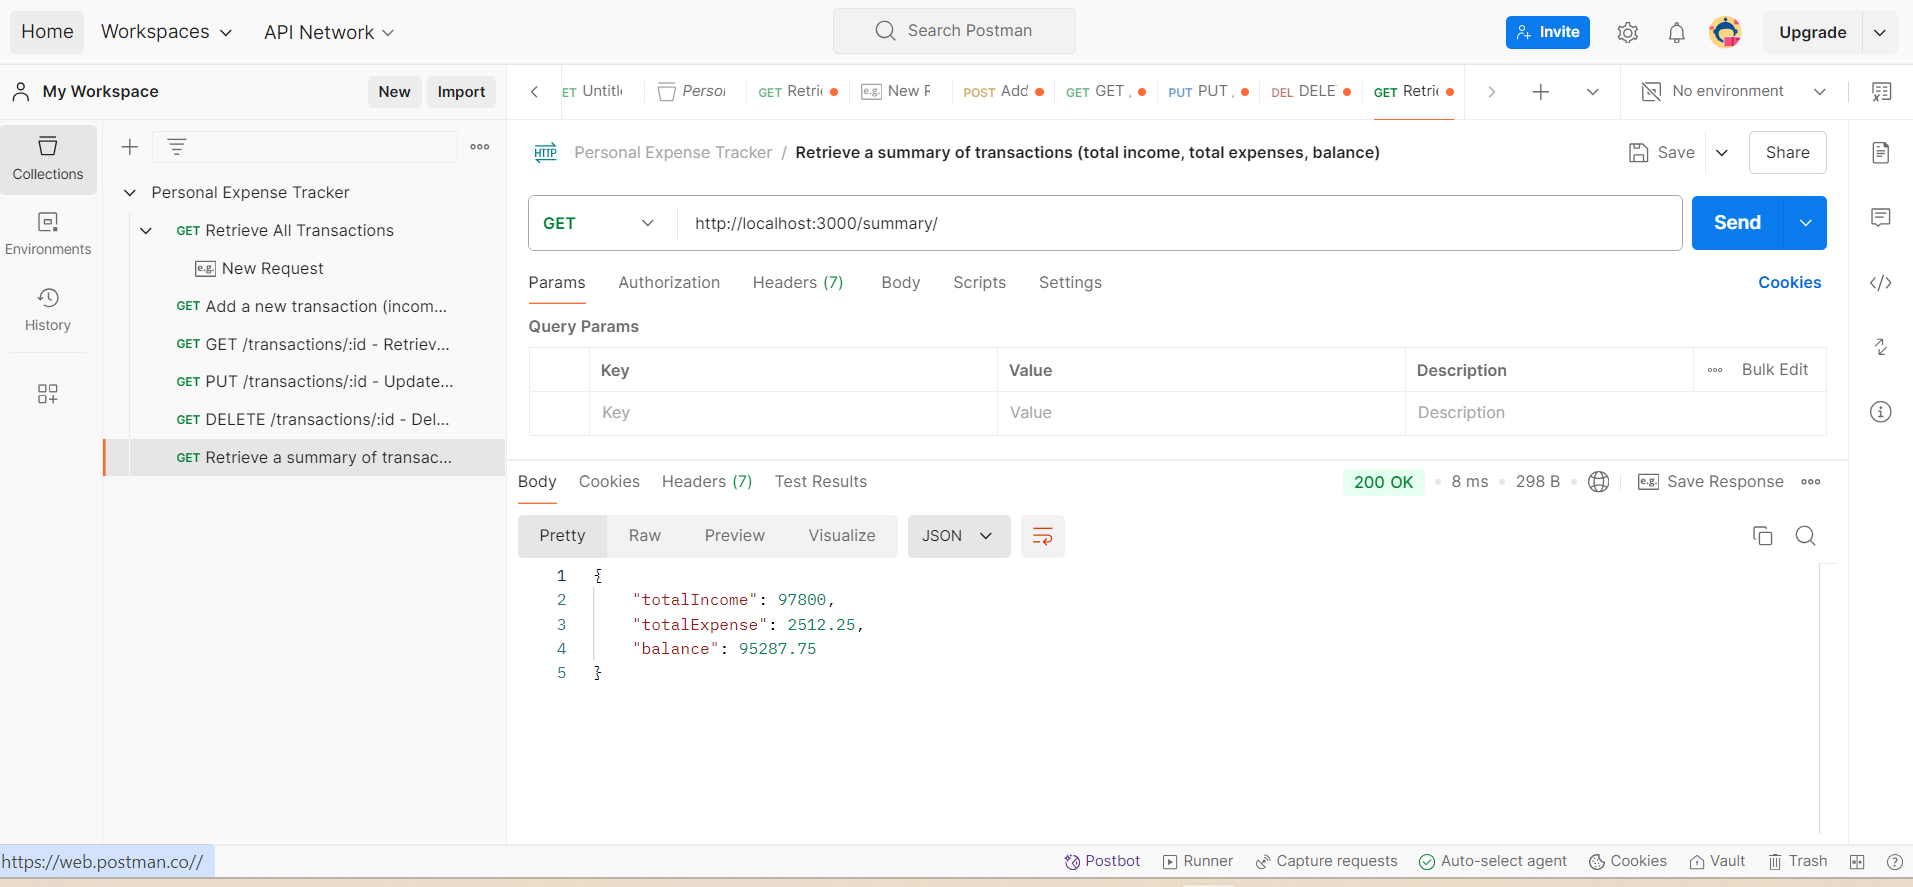 Home Workspaces API Network Search Postman Invite Upgrade
My Workspace New Import ET Untitl Person GET Retri e.g. New R POST Add GET GET , PUT PUT , DEL DELE GET Retri No environment
Collections
Environments
History
Personal Expense Tracker
GET Retrieve All Transactions
e.g. New Request
GET Add a new transaction (incom...
GET GET /transactions/:id - Retriev...
GET PUT /transactions/:id - Update...
GET DELETE /transactions/:id - Del...
GET Retrieve a summary of transac...
HTTP Personal Expense Tracker / Retrieve a summary of transactions (total income, total expenses, balance) Save Share
GET http://localhost:3000/summary/ Send
Params Authorization Headers (7) Body Scripts Settings Cookies
Query Params
Key Value Description Bulk Edit
Key Value Description
Body Cookies Headers (7) Test Results 200 OK 8 ms 298 B e.g. Save Response
Pretty Raw Preview Visualize JSON
1 {
2 "totalIncome": 97800,
3 "totalExpense": 2512.25,
4 "balance": 95287.75
5 }
https://web.postman.co// Postbot Runner Capture requests Auto-select agent Cookies Vault Trash